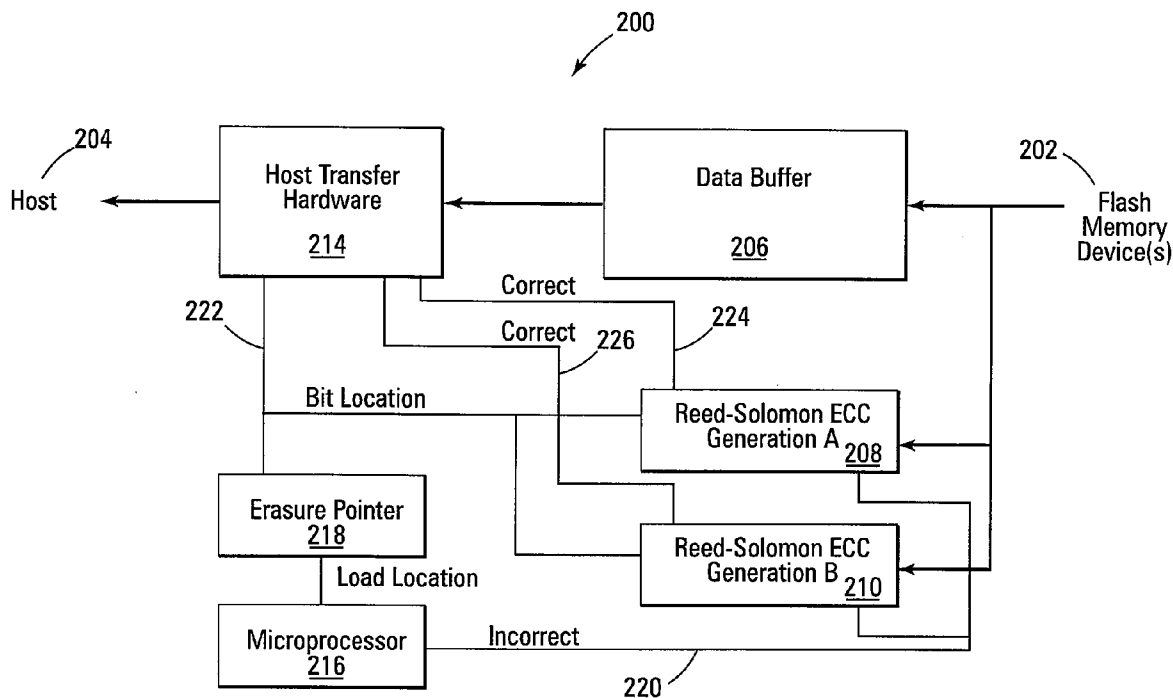 200
204
Host
Host Transfer
Hardware
214
Data Buffer
206
202
Flash
Memory
Device(s)
Correct
222
Correct
226
224
Bit Location
Reed-Solomon ECC
Generation A
208
Erasure Pointer
218
Reed-Solomon ECC
Generation B
210
Load Location
Microprocessor
216
Incorrect
220